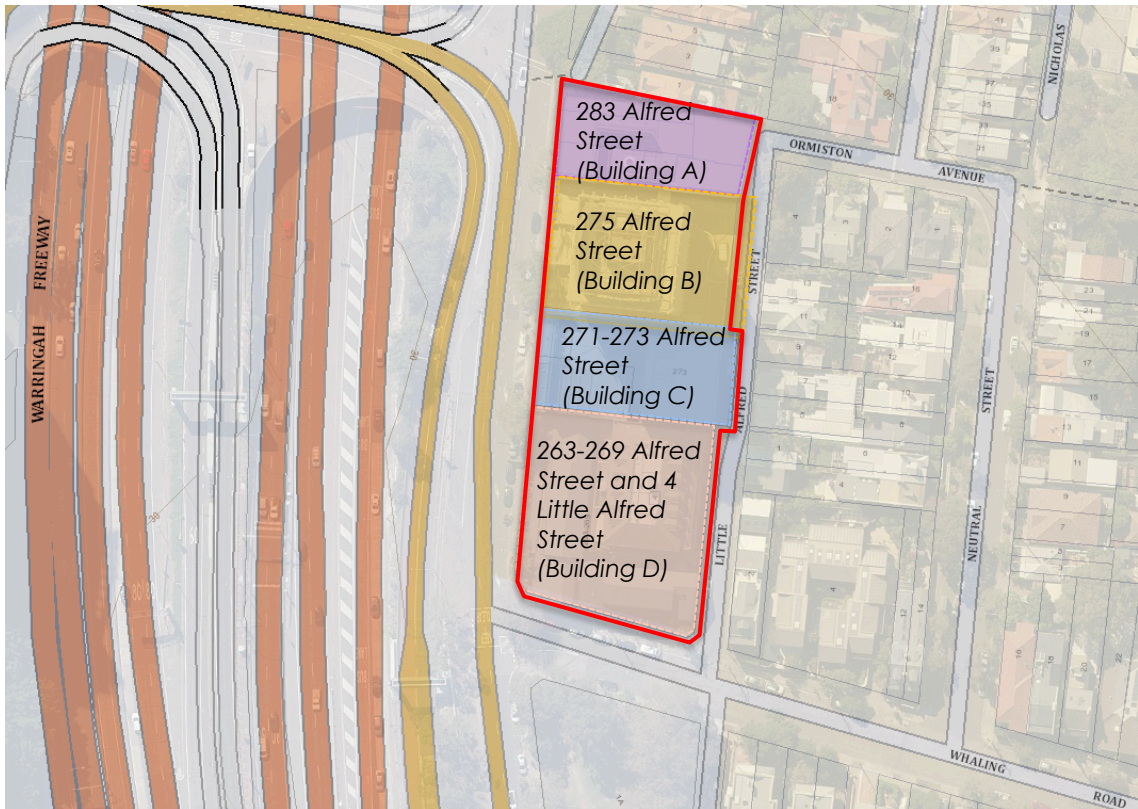 283 Alfred
Street
(Building A)
275 Alfred
Street
(Building B)
271-273 Alfred
Street
(Building C)
263-269 Alfred
Street and 4
Little Alfred
Street
(Building D)
WARRINGAH FREEWAY
ORMISTON
AVENUE
NICHOLAS
STREET
ALFRED
LITTLE
STREET
NEUTRAL
WHALING
ROAD